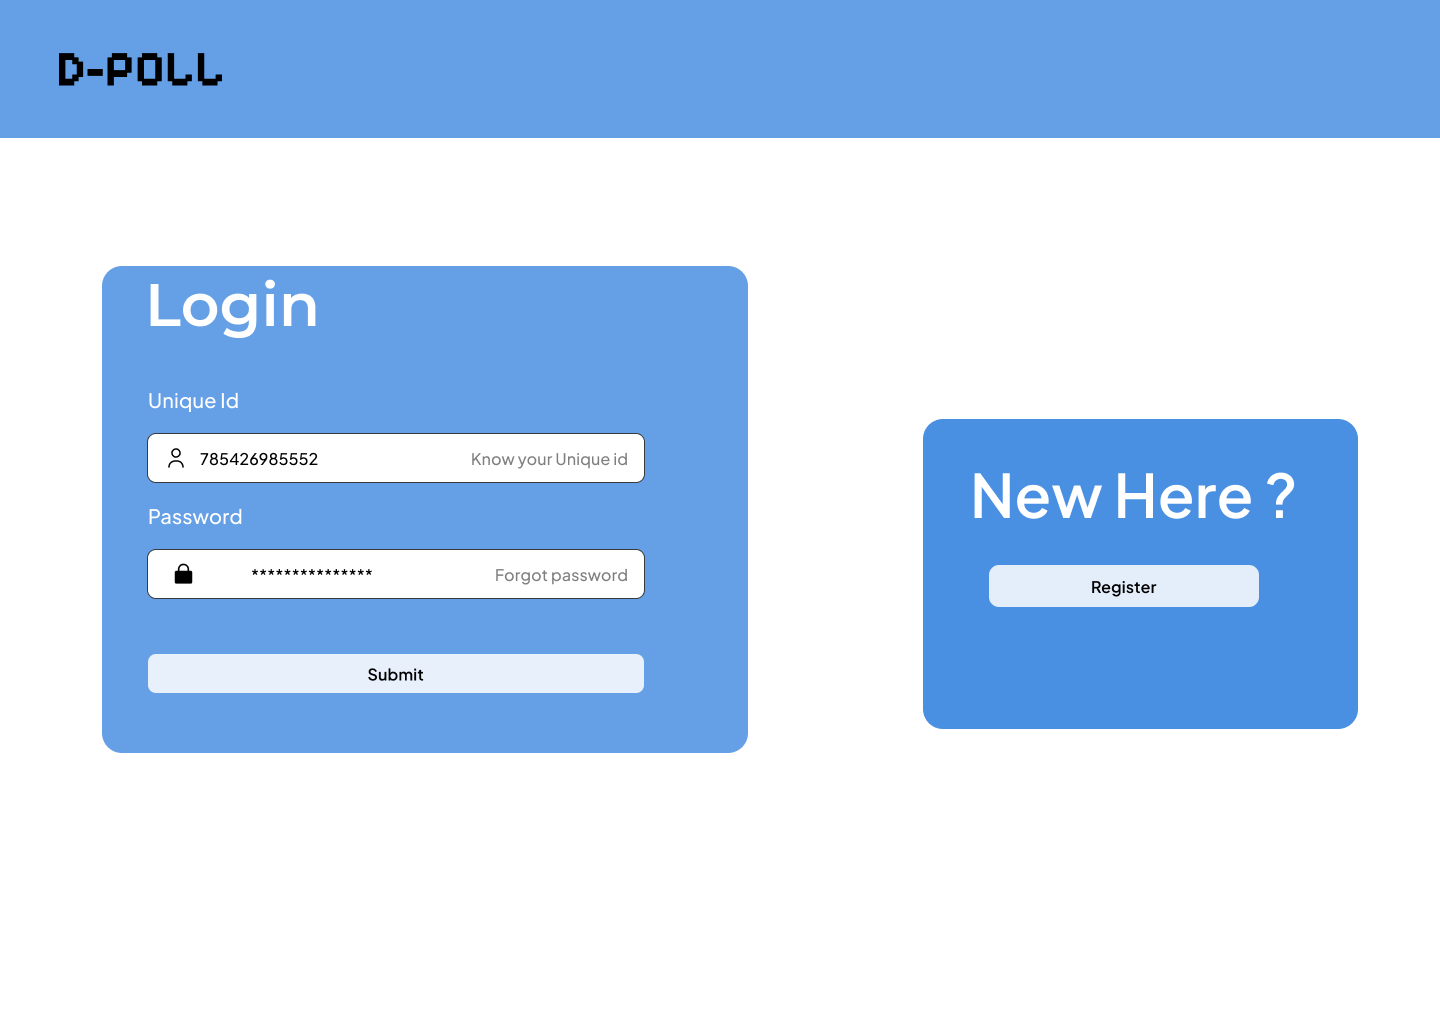 D-POLL
Login
Unique Id
785426985552 Know your Unique id
Password
*************** Forgot password
Submit
New Here ?
Register